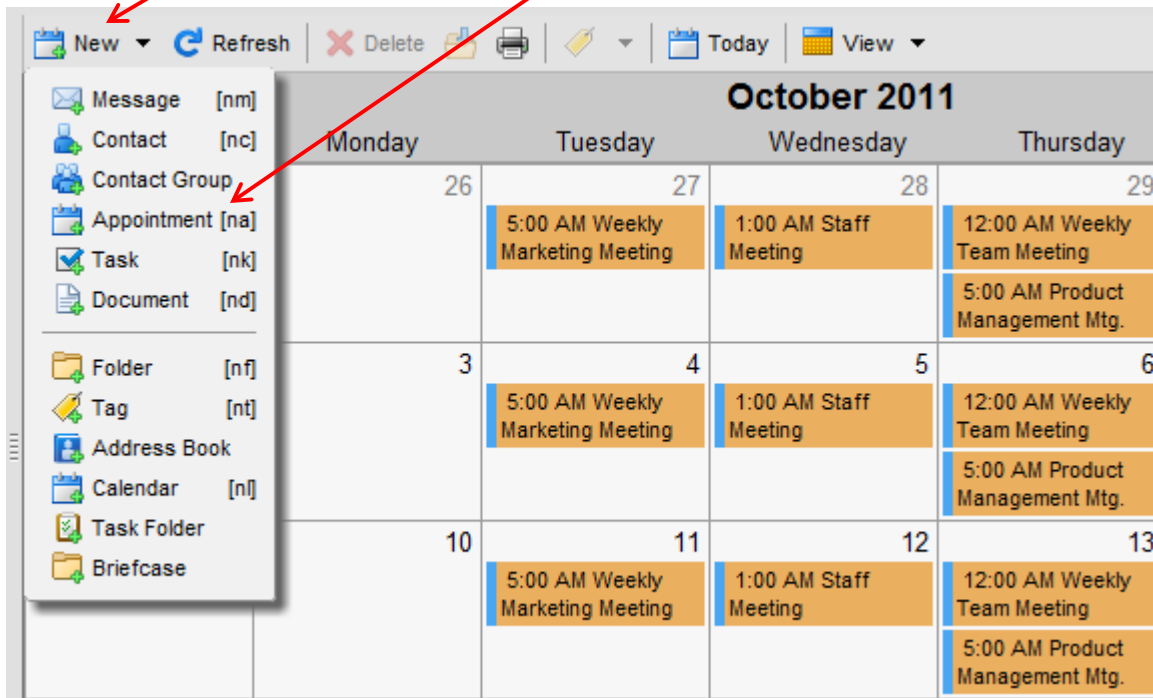 New Refresh Delete Today View
Message [nm]
Contact [nc]
Contact Group
Appointment [na]
Task [nk]
Document [nd]
Folder [nf]
Tag [nt]
Address Book
Calendar [nl]
Task Folder
Briefcase
October 2011
Monday Tuesday Wednesday Thursday
26 27 28 29
5:00 AM Weekly
Marketing Meeting
1:00 AM Staff
Meeting
12:00 AM Weekly
Team Meeting
5:00 AM Product
Management Mtg.
3 4 5 6
5:00 AM Weekly
Marketing Meeting
1:00 AM Staff
Meeting
12:00 AM Weekly
Team Meeting
5:00 AM Product
Management Mtg.
10 11 12 13
5:00 AM Weekly
Marketing Meeting
1:00 AM Staff
Meeting
12:00 AM Weekly
Team Meeting
5:00 AM Product
Management Mtg.